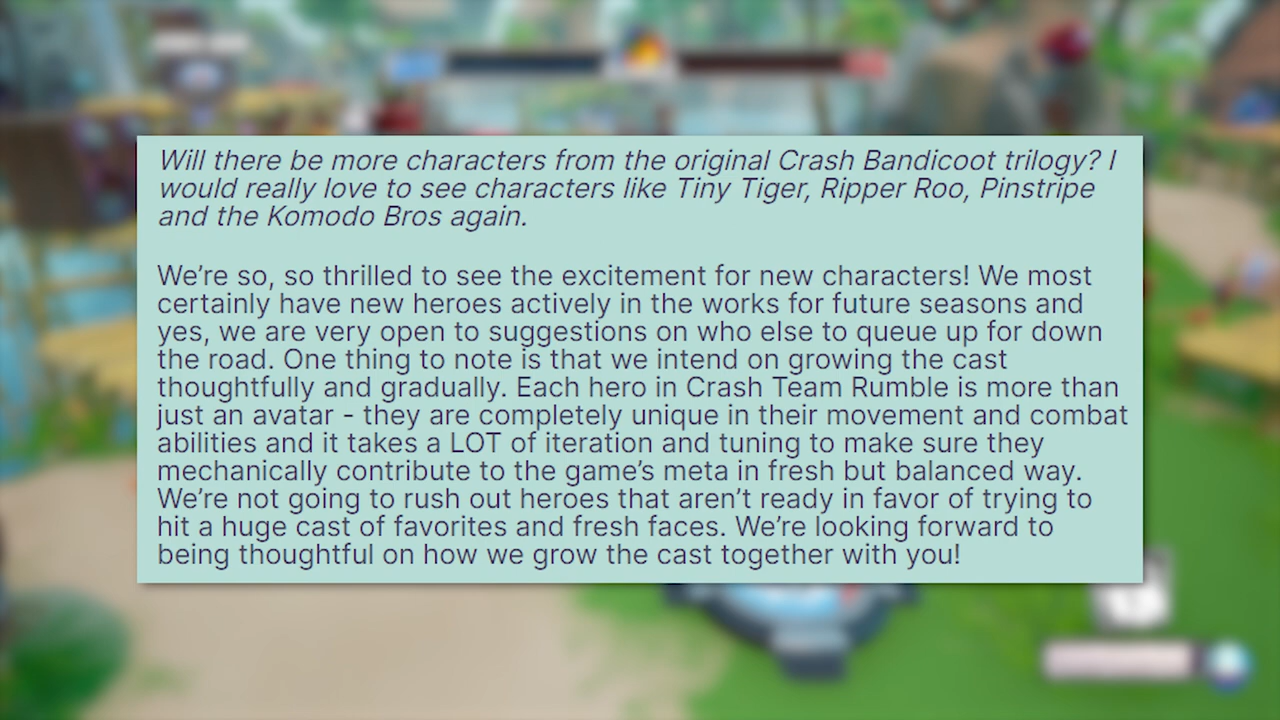 Will there be more characters from the original Crash Bandicoot trilogy? I
would really love to see characters like Tiny Tiger, Ripper Roo, Pinstripe
and the Komodo Bros again.
We’re so, so thrilled to see the excitement for new characters! We most
certainly have new heroes actively in the works for future seasons and
yes, we are very open to suggestions on who else to queue up for down
the road. One thing to note is that we intend on growing the cast
thoughtfully and gradually. Each hero in Crash Team Rumble is more than
just an avatar - they are completely unique in their movement and combat
abilities and it takes a LOT of iteration and tuning to make sure they
mechanically contribute to the game’s meta in fresh but balanced way.
We’re not going to rush out heroes that aren’t ready in favor of trying to
hit a huge cast of favorites and fresh faces. We’re looking forward to
being thoughtful on how we grow the cast together with you!